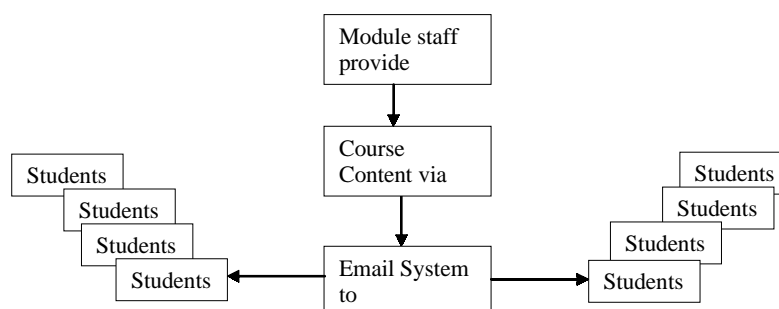 Module staff
provide
Course
Content via
Email System
to
Students
Students
Students
Students
Students
Students
Students
Students